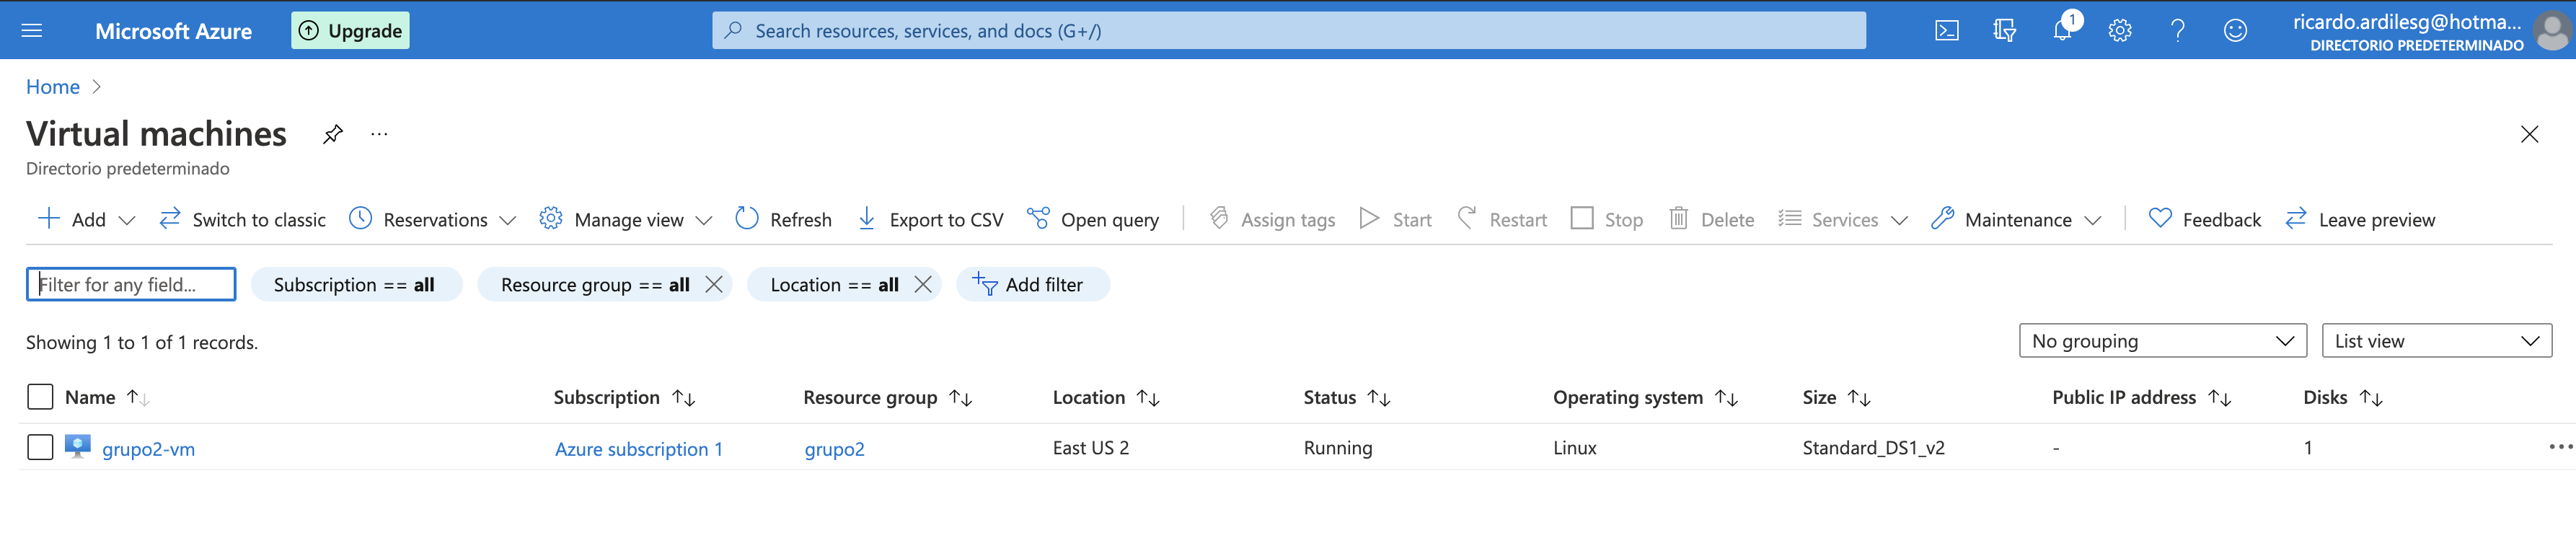 Microsoft Azure Upgrade Search resources, services, and docs (G+/) 1 ricardo.ardilesg@hotma...
DIRECTORIO PREDETERMINADO
Home
Virtual machines ...
Directorio predeterminado
Add Switch to classic Reservations Manage view Refresh Export to CSV Open query Assign tags Start Restart Stop Delete Services Maintenance Feedback Leave preview
Filter for any field... Subscription == all Resource group == all Location == all Add filter
Showing 1 to 1 of 1 records. No grouping List view
Name Subscription Resource group Location Status Operating system Size Public IP address Disks
grupo2-vm Azure subscription 1 grupo2 East US 2 Running Linux Standard_DS1_v2 - 1 ...